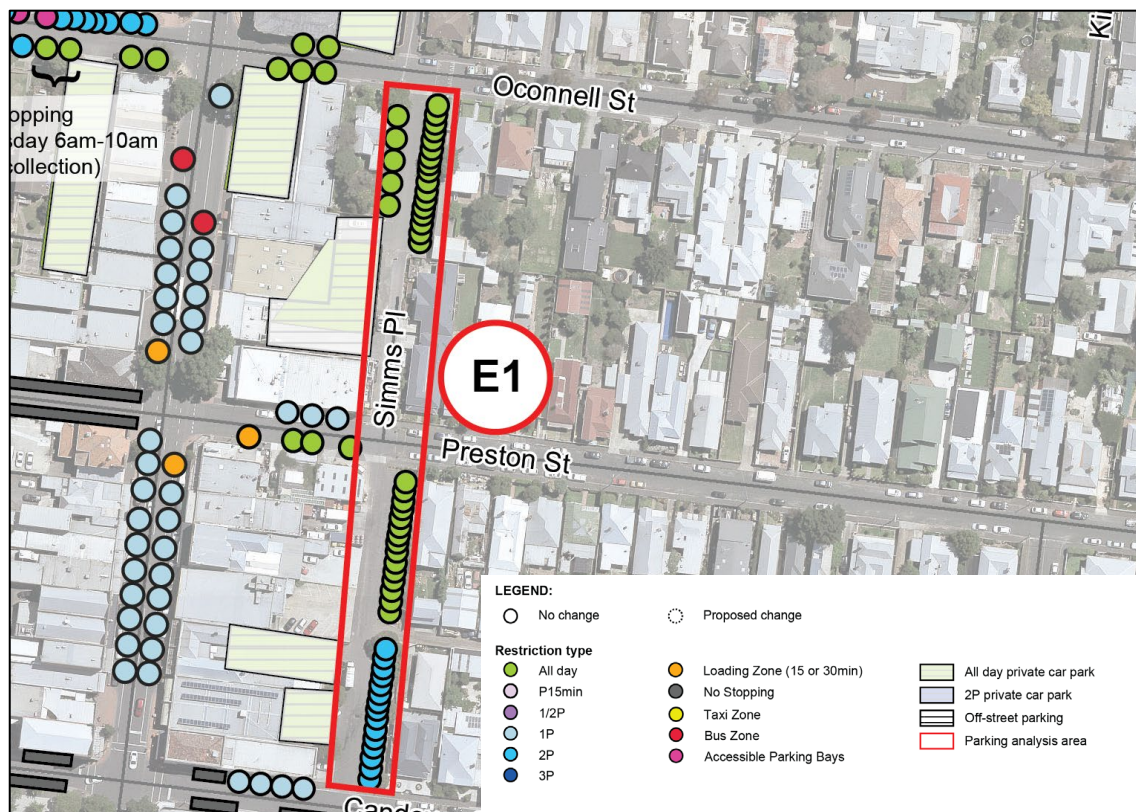 Oconnell St
opping
sday 6am-10am
collection)
Simms Pl
E1
Preston St
LEGEND:
No change
Proposed change
Restriction type
All day
P15min
1/2P
1P
2P
3P
Loading Zone (15 or 30min)
No Stopping
Taxi Zone
Bus Zone
Accessible Parking Bays
All day private car park
2P private car park
Off-street parking
Parking analysis area